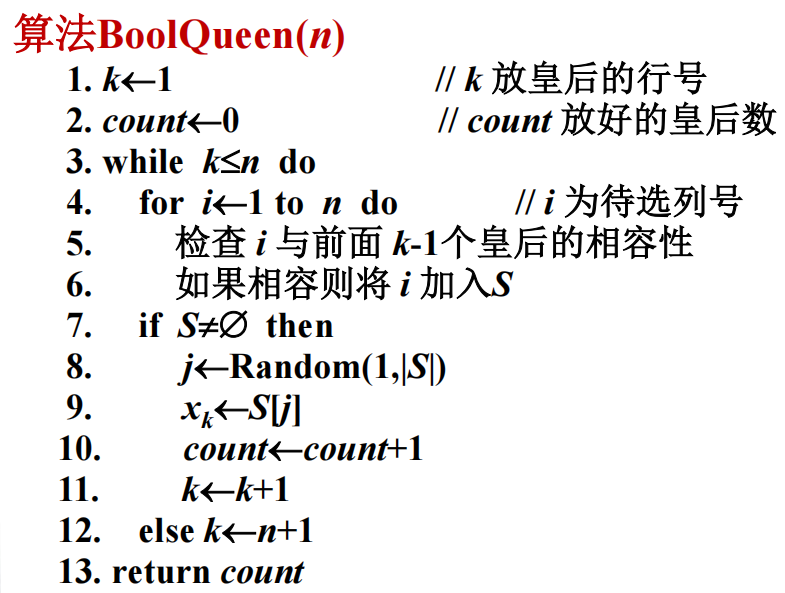 算法BoolQueen(n)
1. k←1 // k 放皇后的行号
2. count←0 // count 放好的皇后数
3. while k≤n do
4. for i←1 to n do // i 为待选列号
5. 检查 i 与前面 k-1个皇后的相容性
6. 如果相容则将 i 加入S
7. if S≠∅ then
8. j←Random(1,|S|)
9. xₖ←S[j]
10. count←count+1
11. k←k+1
12. else k←n+1
13. return count